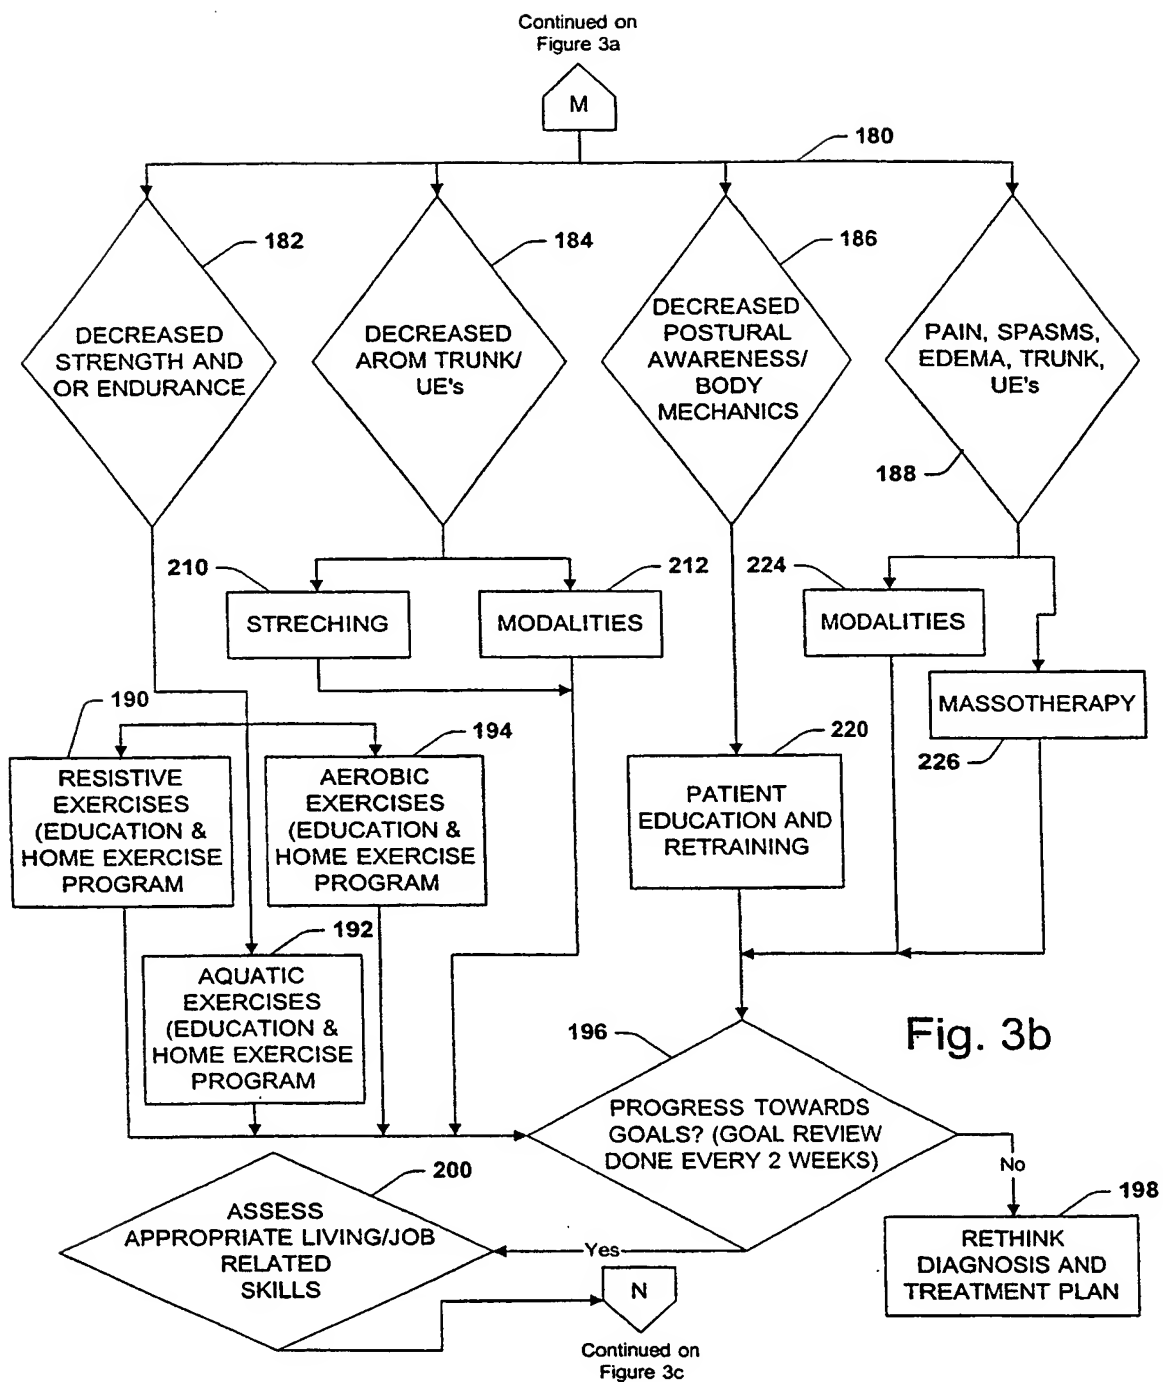 Continued on
Figure 3a
M
180
182
184
186
DECREASED
STRENGTH AND
OR ENDURANCE
DECREASED
AROM TRUNK/
UE's
DECREASED
POSTURAL
AWARENESS/
BODY
MECHANICS
PAIN, SPASMS,
EDEMA, TRUNK,
UE's
188
210
STRECHING
212
MODALITIES
224
MODALITIES
MASSOTHERAPY
226
190
RESISTIVE
EXERCISES
(EDUCATION &
HOME EXERCISE
PROGRAM
194
AEROBIC
EXERCISES
(EDUCATION &
HOME EXERCISE
PROGRAM
220
PATIENT
EDUCATION AND
RETRAINING
192
AQUATIC
EXERCISES
(EDUCATION &
HOME EXERCISE
PROGRAM
196
Fig. 3b
PROGRESS TOWARDS
GOALS? (GOAL REVIEW
DONE EVERY 2 WEEKS)
No
198
RETHINK
DIAGNOSIS AND
TREATMENT PLAN
200
ASSESS
APPROPRIATE LIVING/JOB
RELATED
SKILLS
Yes
N
Continued on
Figure 3c